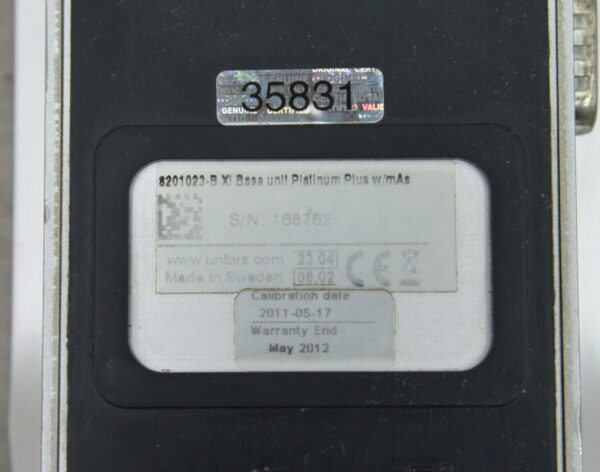 35831
8201023-B Xi Base unit Platinum Plus w/mAs
S/N 168762
www.unfors.com 23.04
Made in Sweden 08.02
CE
Calibration date
2011-05-17
Warranty End
May 2012